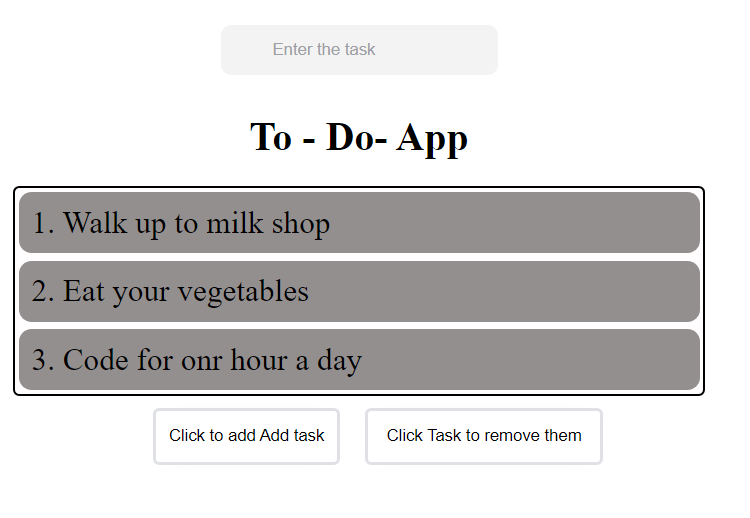 Enter the task
To - Do- App
1. Walk up to milk shop
2. Eat your vegetables
3. Code for onr hour a day
Click to add Add task
Click Task to remove them